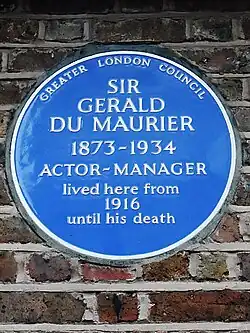 GREATER LONDON COUNCIL
SIR
GERALD
DU MAURIER
1873-1934
ACTOR-MANAGER
lived here from
1916
until his death